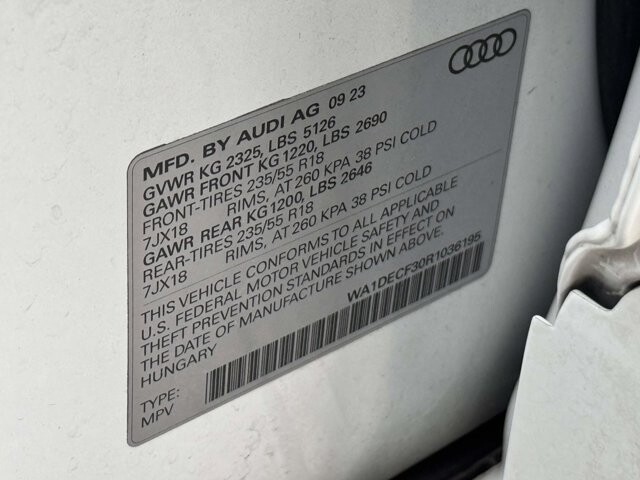 MFD. BY AUDI AG 09 23
GVWR KG 2325, LBS 5126
GAWR FRONT KG 1220, LBS 2690
FRONT-TIRES 235/55 R18
7JX18 RIMS, AT 260 KPA 38 PSI COLD
GAWR REAR KG 1200, LBS 2646
REAR-TIRES 235/55 R18
7JX18 RIMS, AT 260 KPA 38 PSI COLD
THIS VEHICLE CONFORMS TO ALL APPLICABLE
U.S. FEDERAL MOTOR VEHICLE SAFETY AND
THEFT PREVENTION STANDARDS IN EFFECT ON
THE DATE OF MANUFACTURE SHOWN ABOVE.
HUNGARY
WA1DECF30R1036195
TYPE:
MPV